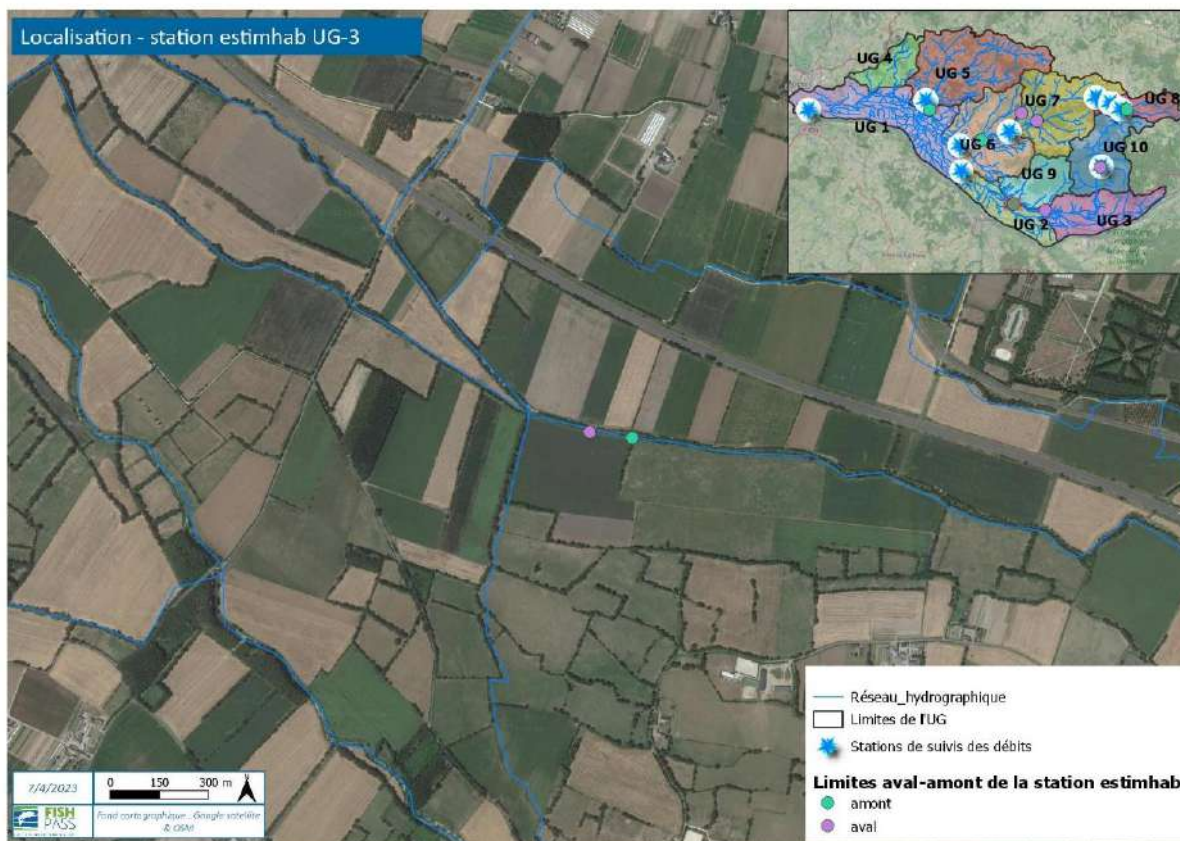 Localisation - station estimhab UG-3
UG 4
UG 5
UG 7
UG 8
UG 1
UG 6
UG 10
UG 9
UG 2
UG 3
Réseau_hydrographique
Limites de l'UG
Stations de suivis des débits
Limites aval-amont de la station estimhab
amont
aval
7/4/2023
0 150 300 m
FISH
PASS
Fond cartographique : Google satellite
& OSM